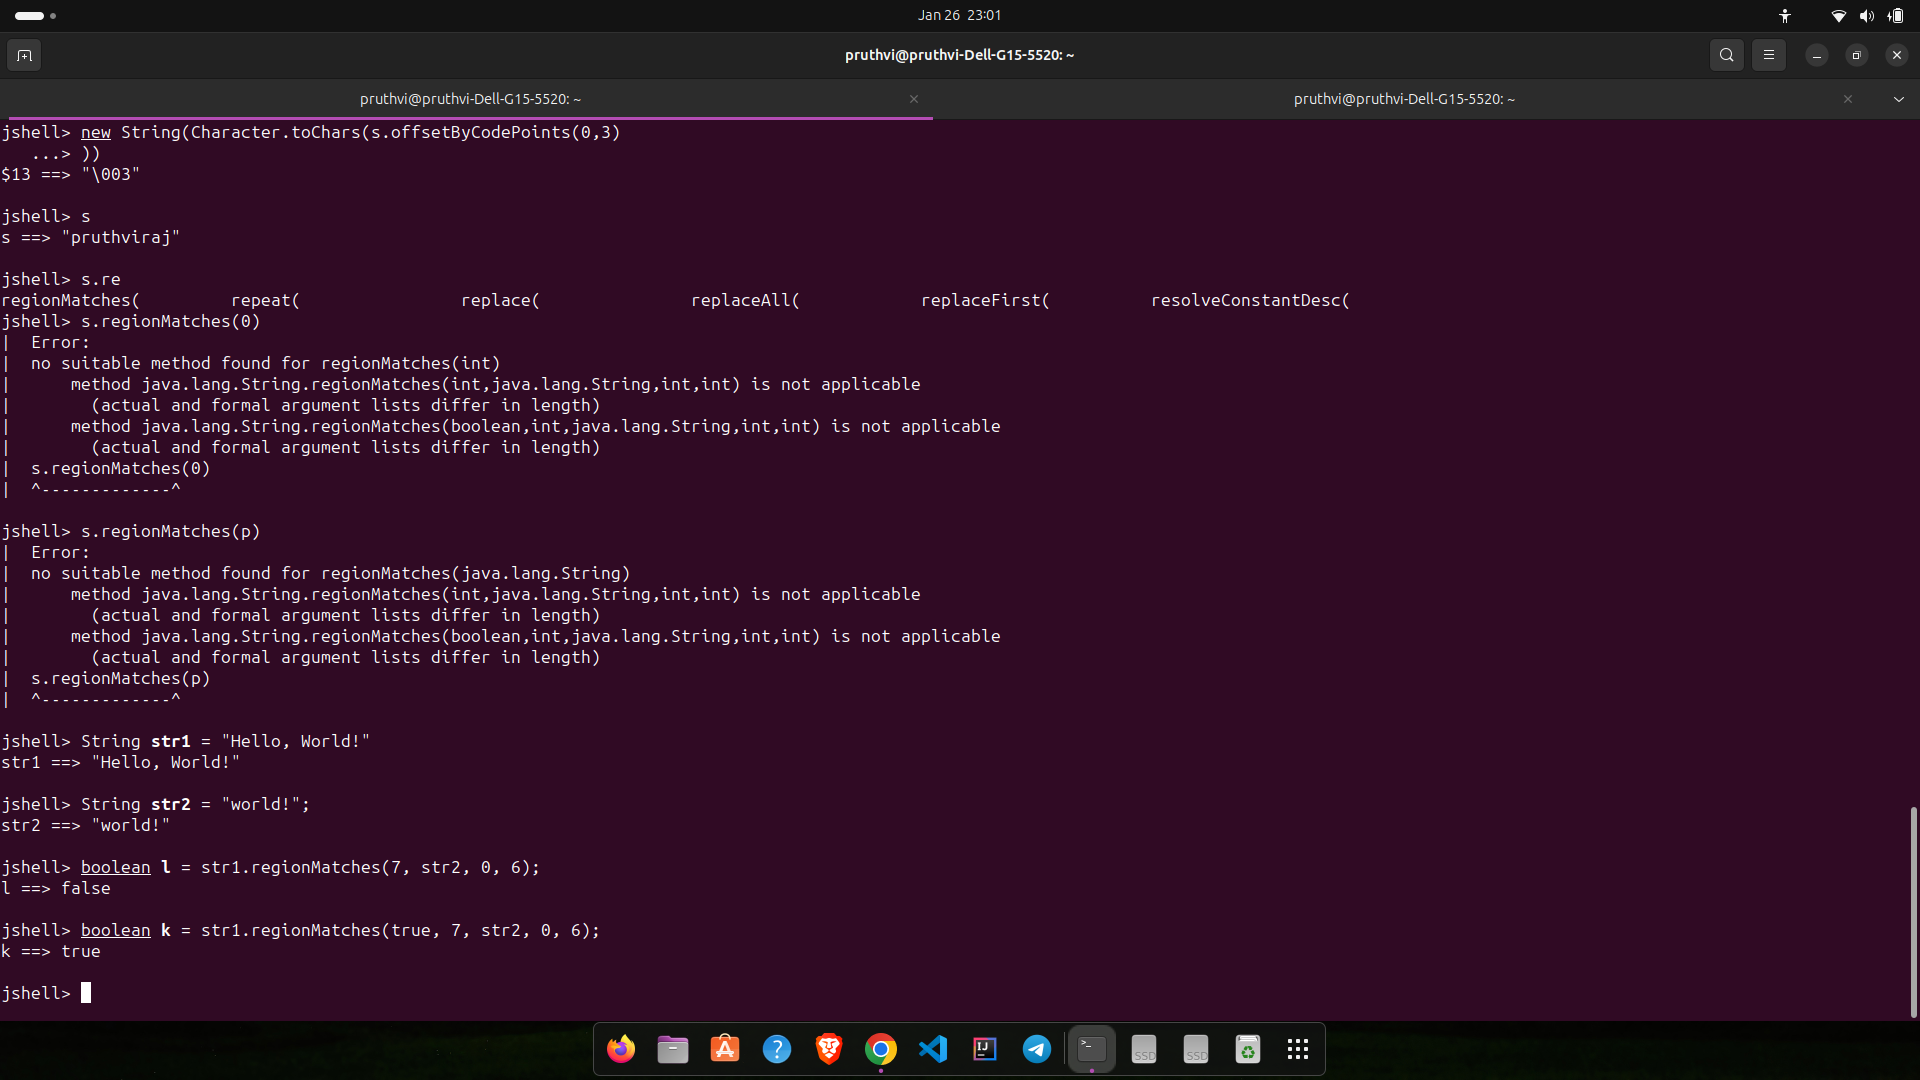 Jan 26 23:01
pruthvi@pruthvi-Dell-G15-5520: ~
pruthvi@pruthvi-Dell-G15-5520: ~
pruthvi@pruthvi-Dell-G15-5520: ~
jshell> new String(Character.toChars(s.offsetByCodePoints(0,3)
   ...> ))
$13 ==> "\003"
jshell> s
s ==> "pruthviraj"
jshell> s.re
regionMatches(         repeat(                replace(               replaceAll(            replaceFirst(          resolveConstantDesc(
jshell> s.regionMatches(0)
|  Error:
|  no suitable method found for regionMatches(int)
|      method java.lang.String.regionMatches(int,java.lang.String,int,int) is not applicable
|        (actual and formal argument lists differ in length)
|      method java.lang.String.regionMatches(boolean,int,java.lang.String,int,int) is not applicable
|        (actual and formal argument lists differ in length)
|  s.regionMatches(0)
|  ^-------------^
jshell> s.regionMatches(p)
|  Error:
|  no suitable method found for regionMatches(java.lang.String)
|      method java.lang.String.regionMatches(int,java.lang.String,int,int) is not applicable
|        (actual and formal argument lists differ in length)
|      method java.lang.String.regionMatches(boolean,int,java.lang.String,int,int) is not applicable
|        (actual and formal argument lists differ in length)
|  s.regionMatches(p)
|  ^-------------^
jshell> String str1 = "Hello, World!"
str1 ==> "Hello, World!"
jshell> String str2 = "world!";
str2 ==> "world!"
jshell> boolean l = str1.regionMatches(7, str2, 0, 6);
l ==> false
jshell> boolean k = str1.regionMatches(true, 7, str2, 0, 6);
k ==> true
jshell>
IJ
SSD
SSD